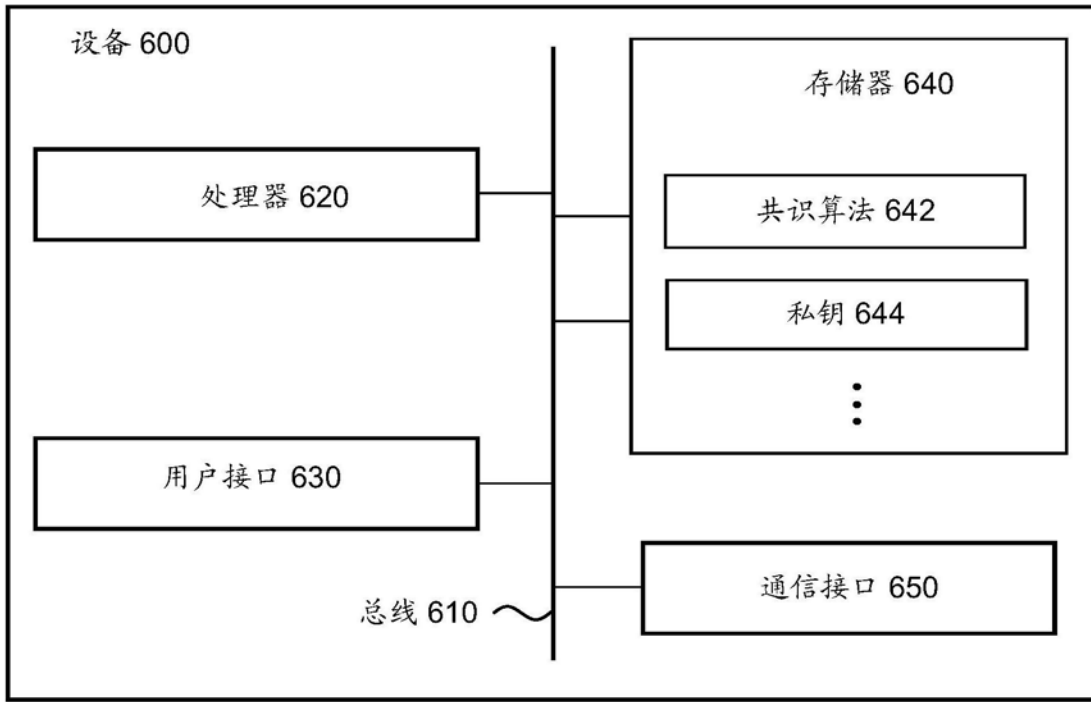 设备 600
存储器 640
处理器 620
共识算法 642
私钥 644
用户接口 630
通信接口 650
总线 610